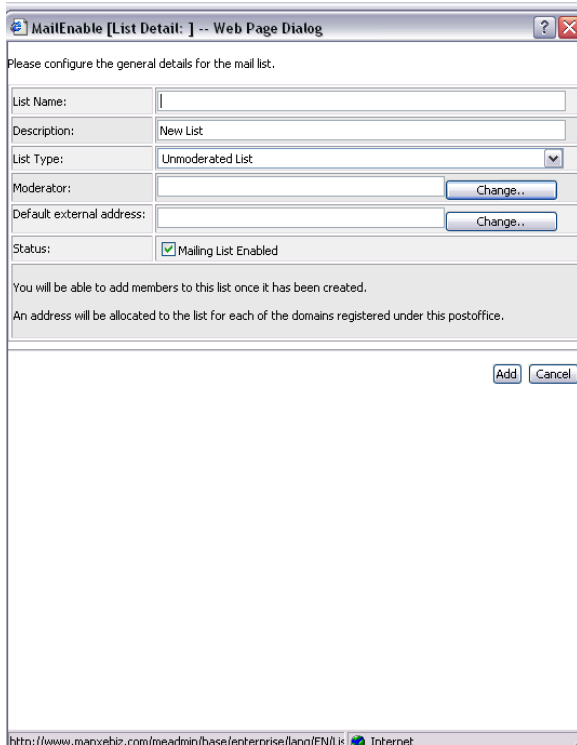 MailEnable [List Detail: ] -- Web Page Dialog
Please configure the general details for the mail list.
List Name:
Description: New List
List Type: Unmoderated List
Moderator: Change..
Default external address: Change..
Status: Mailing List Enabled
You will be able to add members to this list once it has been created.
An address will be allocated to the list for each of the domains registered under this postoffice.
Add Cancel
http://www.manxebiz.com/meadmin/base/enterprise/lang/EN/Lis Internet